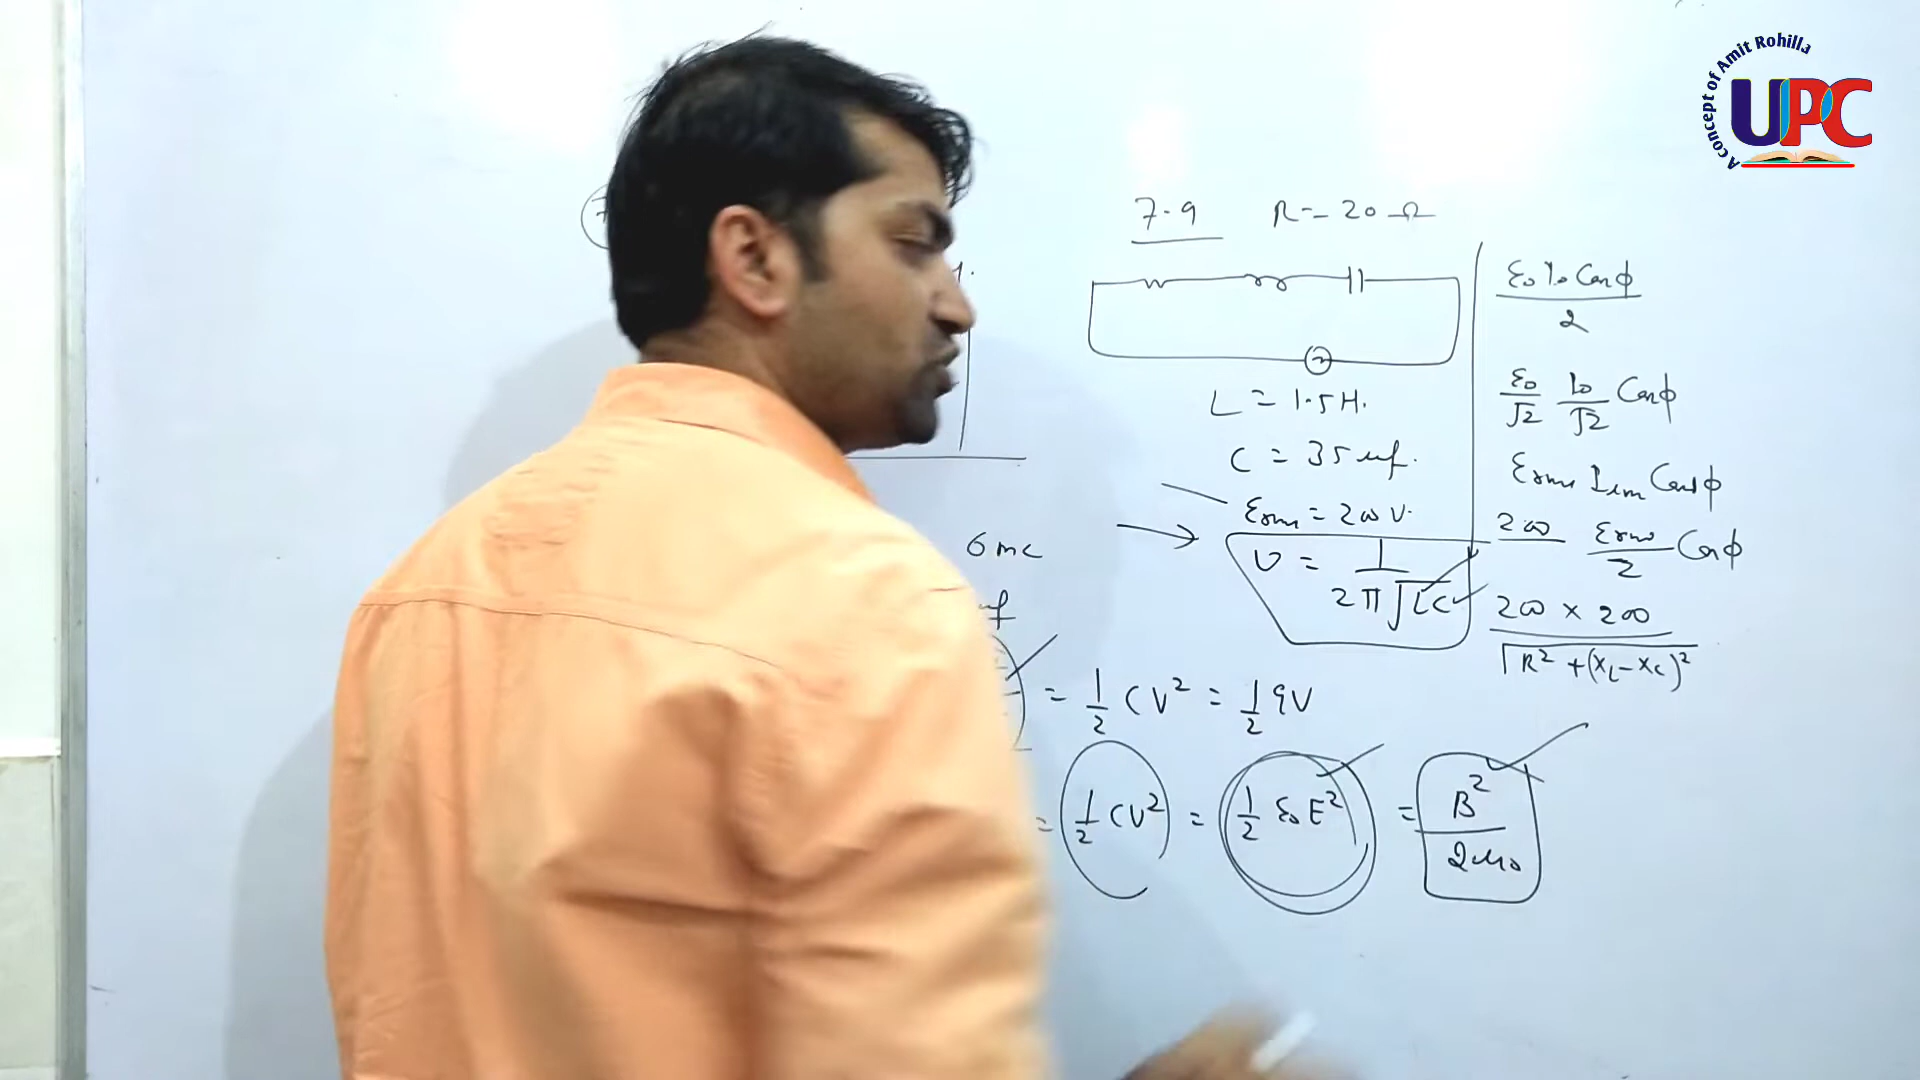 A concept of Amit Rohilla
UPC
7.9 R = 20 Ω
L = 1.5 H.
C = 35 μf.
Erms = 200 V.
υ = 1 / 2π√LC
ε₀ I₀ Cosϕ / 2
ε₀/√2 I₀/√2 Cosϕ
Erms Irms Cosϕ
200 Erms/Z Cosϕ
200 × 200 / √R² + (XL - XC)²
6 mc
μf
= 1/2 CV² = 1/2 qV
= 1/2 CV² = 1/2 ε₀E² = B²/2μ₀